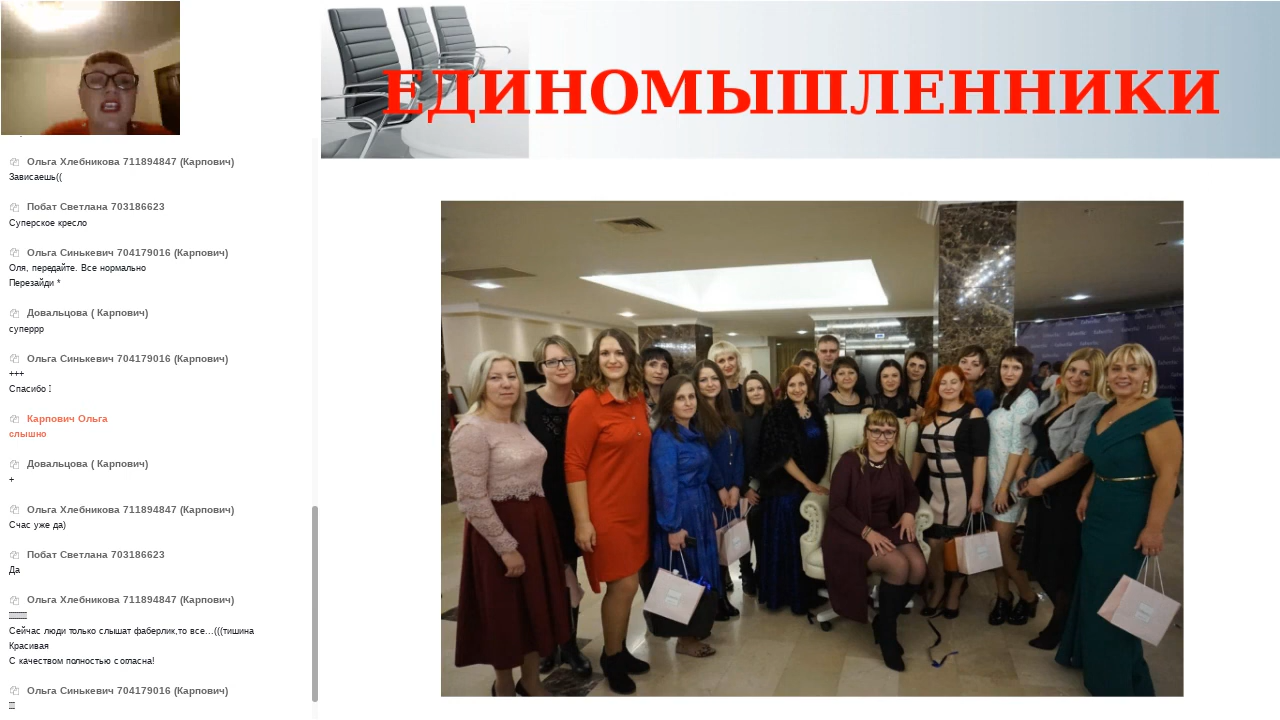 ЕДИНОМЫШЛЕННИКИ
Ольга Хлебникова 711894847 (Карпович)
Зависаешь((
Побат Светлана 703186623
Суперское кресло
Ольга Синькевич 704179016 (Карпович)
Оля, передайте. Все нормально
Перезайди *
Довальцова ( Карпович)
суперрр
Ольга Синькевич 704179016 (Карпович)
+++
Спасибо
Карпович Ольга
слышно
Довальцова ( Карпович)
+
Ольга Хлебникова 711894847 (Карпович)
Счас уже да)
Побат Светлана 703186623
Да
Ольга Хлебникова 711894847 (Карпович)
Сейчас люди только слышат фаберлик,то все...(((тишина
Красивая
С качеством полностью согласна!
Ольга Синькевич 704179016 (Карпович)